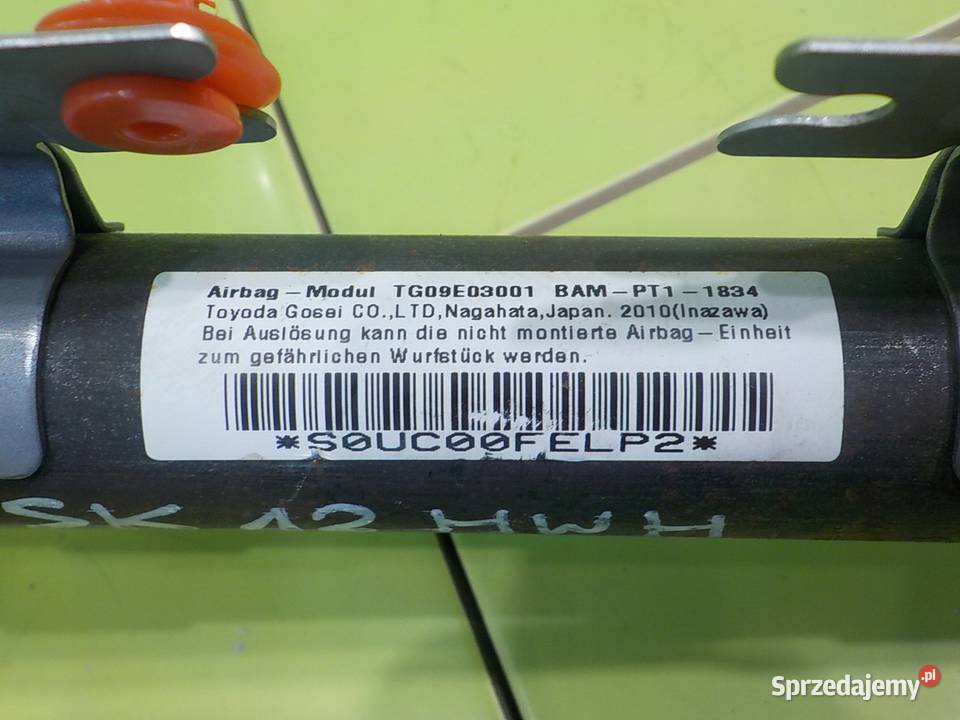 Airbag-Modul TG09E03001 BAM-PT1-1834
Toyoda Gosei CO.,LTD,Nagahata,Japan. 2010(Inazawa)
Bei Auslösung kann die nicht montierte Airbag-Einheit
zum gefährlichen Wurfstück werden.
*S0UC00FELP2*
SK 12 HWH
Sprzedajemy.pl